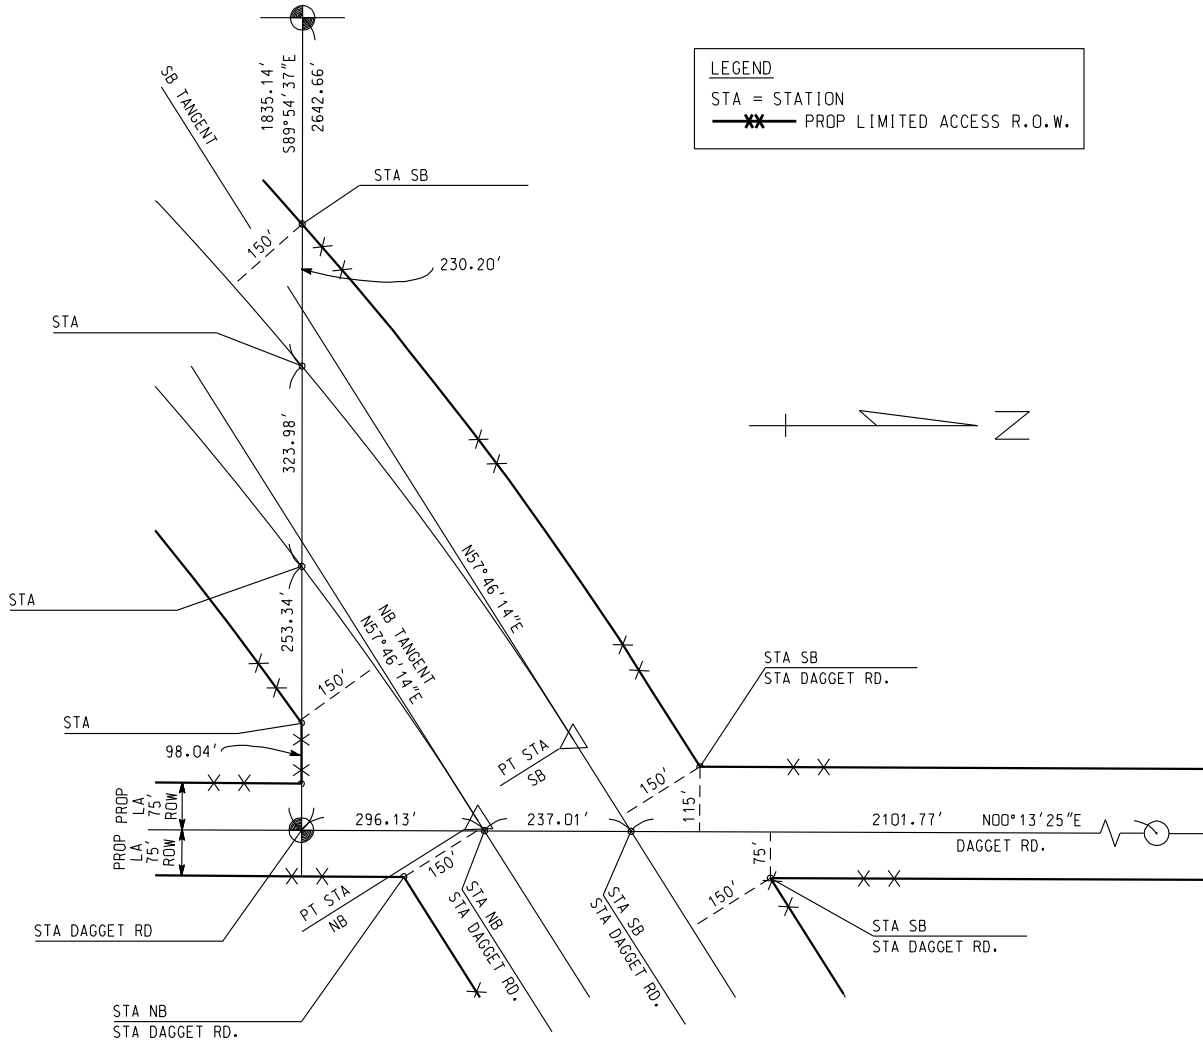 1835.14'
S89°54'37"E
2642.66'
SB TANGENT
LEGEND
STA = STATION
PROP LIMITED ACCESS R.O.W.
STA SB
150'
230.20'
STA
323.98'
N
N57°46'14"E
STA
253.34'
NB TANGENT
N57°46'14"E
150'
STA SB
STA DAGGET RD.
STA
98.04'
PT STA
SB
150'
115'
PROP PROP
LA LA
75' 75'
ROW ROW
296.13'
237.01'
2101.77'
N00°13'25"E
DAGGET RD.
75'
150'
150'
PT STA
NB
STA NB
STA DAGGET RD.
STA SB
STA DAGGET RD.
STA SB
STA DAGGET RD.
STA DAGGET RD
STA NB
STA DAGGET RD.